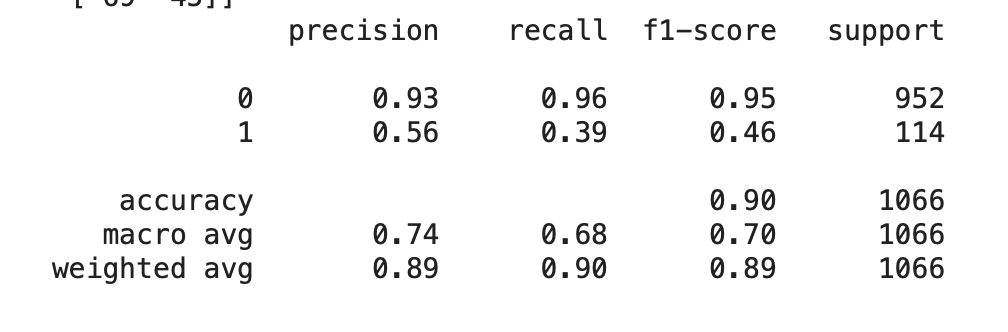 precision recall f1-score support
0 0.93 0.96 0.95 952
1 0.56 0.39 0.46 114
accuracy 0.90 1066
macro avg 0.74 0.68 0.70 1066
weighted avg 0.89 0.90 0.89 1066